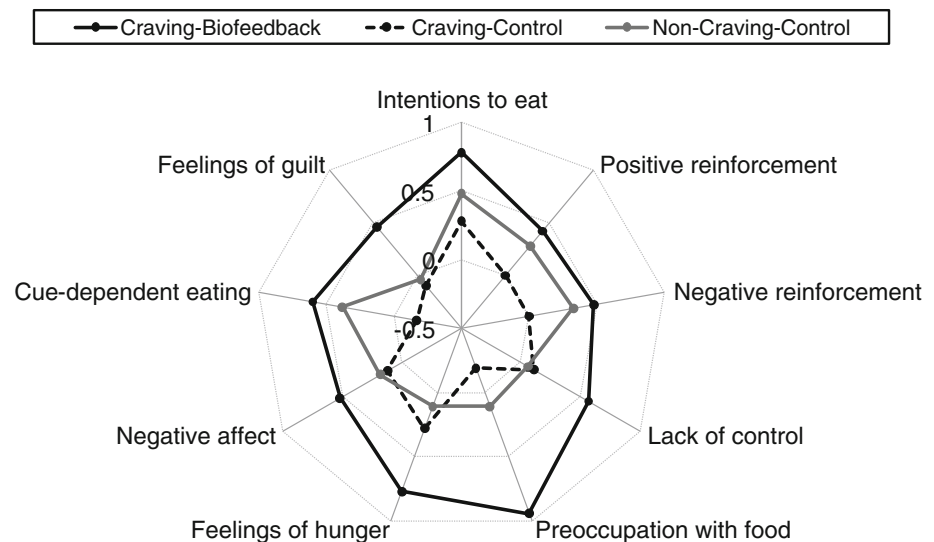 Craving-Biofeedback Craving-Control Non-Craving-Control
Intentions to eat
1
Feelings of guilt Positive reinforcement
0.5
0
Cue-dependent eating Negative reinforcement
-0.5
Negative affect Lack of control
Feelings of hunger Preoccupation with food